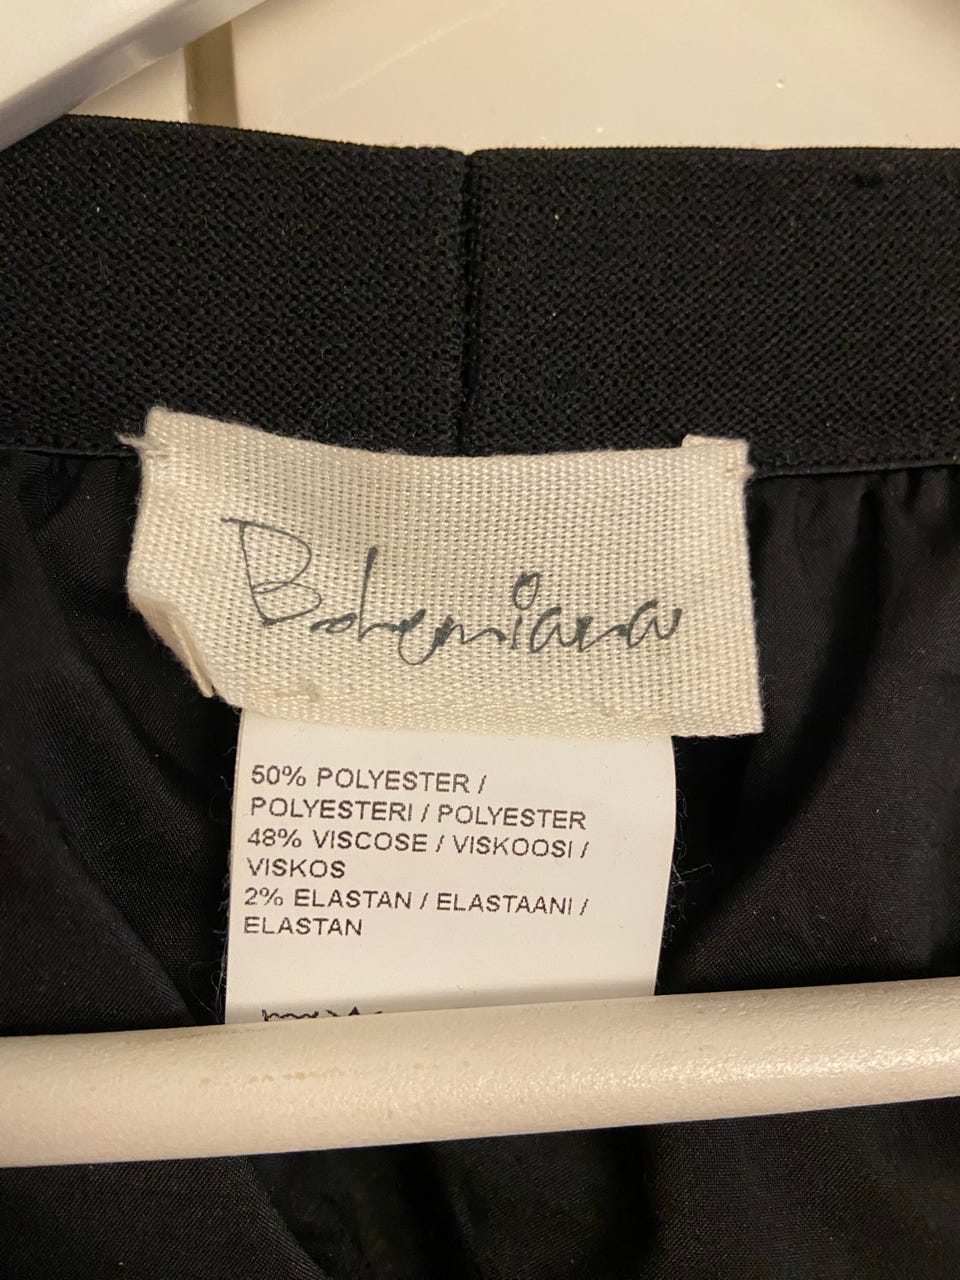 Bohemiana
50% POLYESTER /
POLYESTERI / POLYESTER
48% VISCOSE / VISKOOSI /
VISKOS
2% ELASTAN / ELASTAANI /
ELASTAN